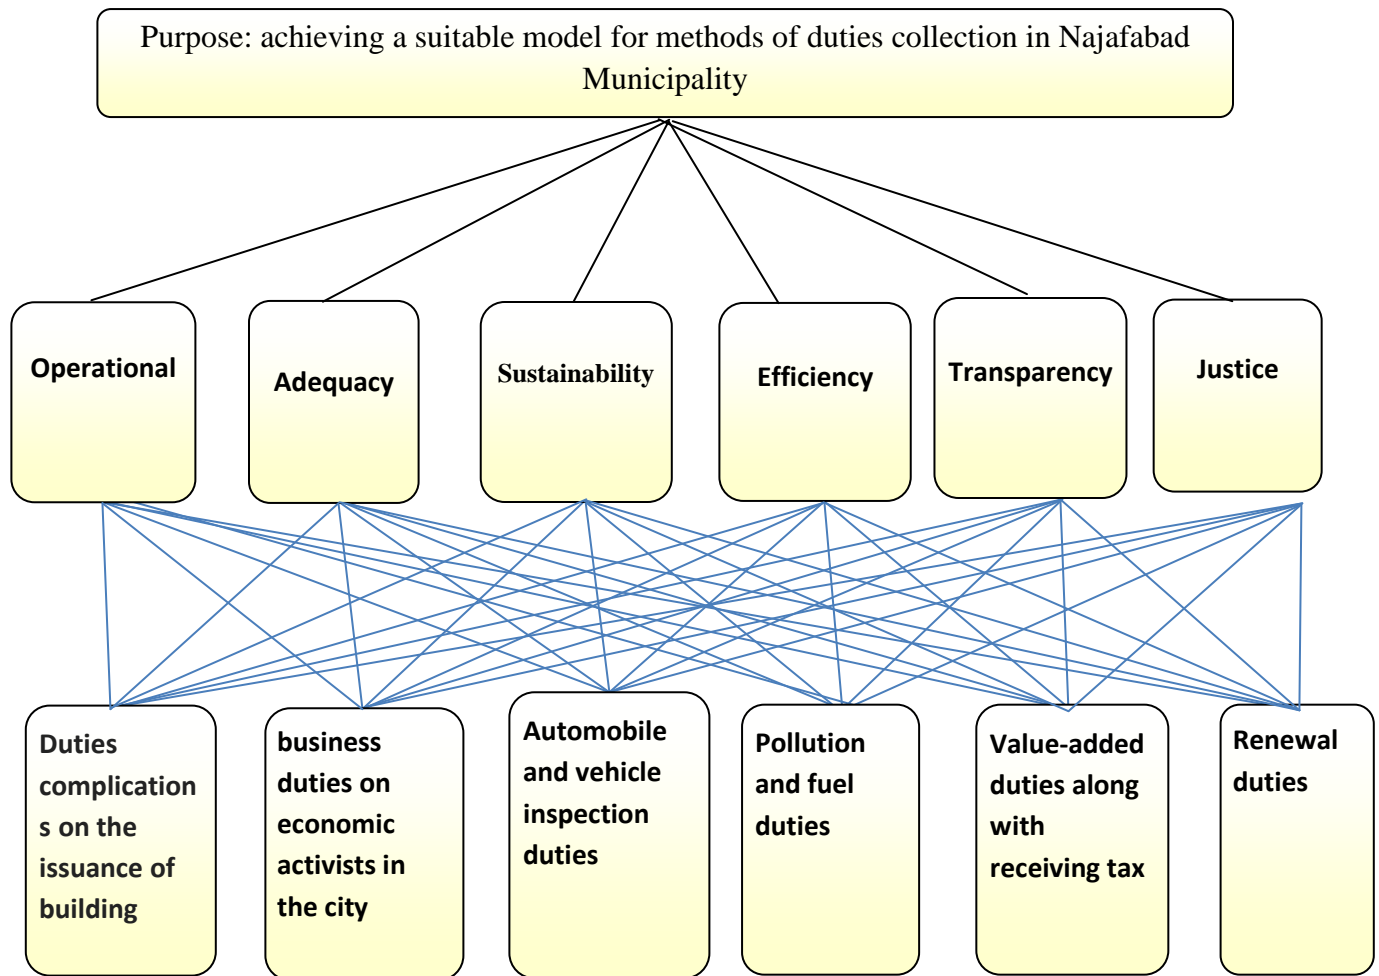 Purpose: achieving a suitable model for methods of duties collection in Najafabad
Municipality
Operational
Adequacy
Sustainability
Efficiency
Transparency
Justice
Duties
complication
s on the
issuance of
building
business
duties on
economic
activists in
the city
Automobile
and vehicle
inspection
duties
Pollution
and fuel
duties
Value-added
duties along
with
receiving tax
Renewal
duties